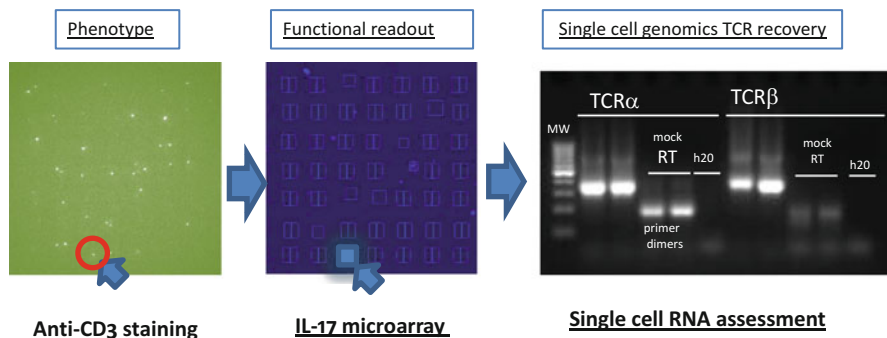 Phenotype
Functional readout
Single cell genomics TCR recovery
TCRα
TCRβ
MW
mock
RT
h20
mock
RT
h20
primer
dimers
Anti-CD3 staining
IL-17 microarray
Single cell RNA assessment